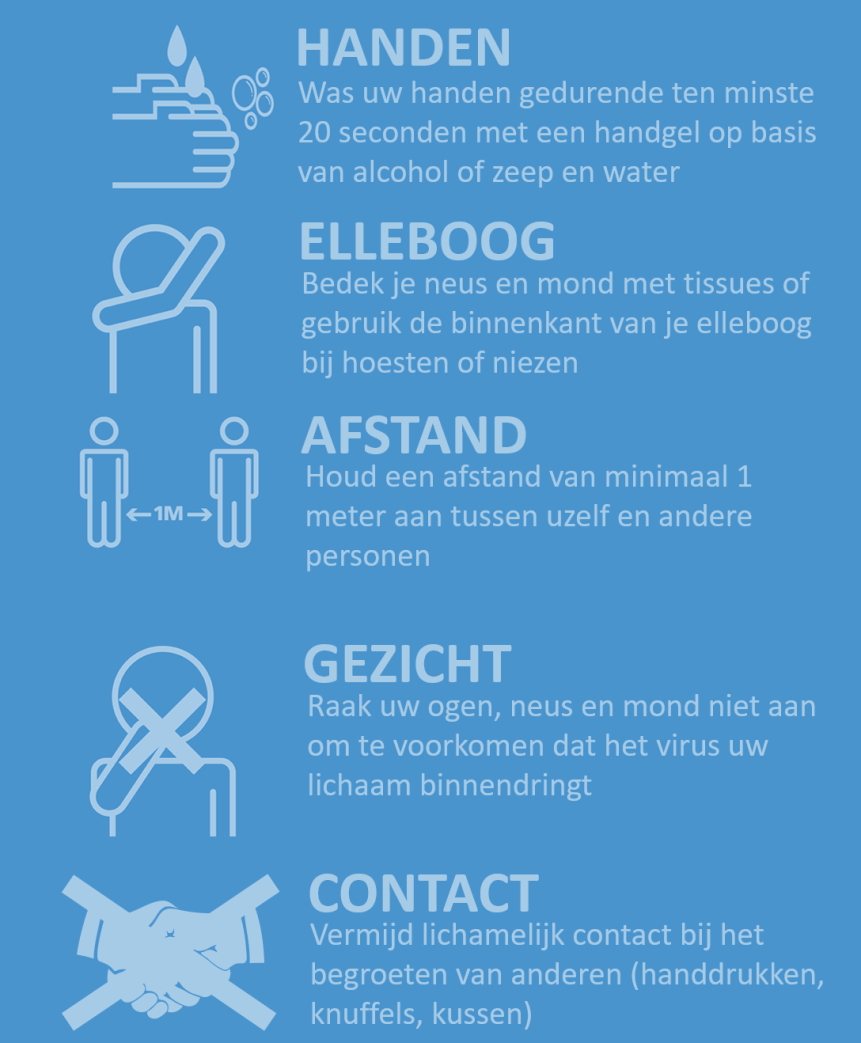 HANDEN
Was uw handen gedurende ten minste
20 seconden met een handgel op basis
van alcohol of zeep en water
ELLEBOOG
Bedek je neus en mond met tissues of
gebruik de binnenkant van je elleboog
bij hoesten of niezen
AFSTAND
Houd een afstand van minimaal 1
meter aan tussen uzelf en andere
personen
1M
GEZICHT
Raak uw ogen, neus en mond niet aan
om te voorkomen dat het virus uw
lichaam binnendringt
CONTACT
Vermijd lichamelijk contact bij het
begroeten van anderen (handdrukken,
knuffels, kussen)